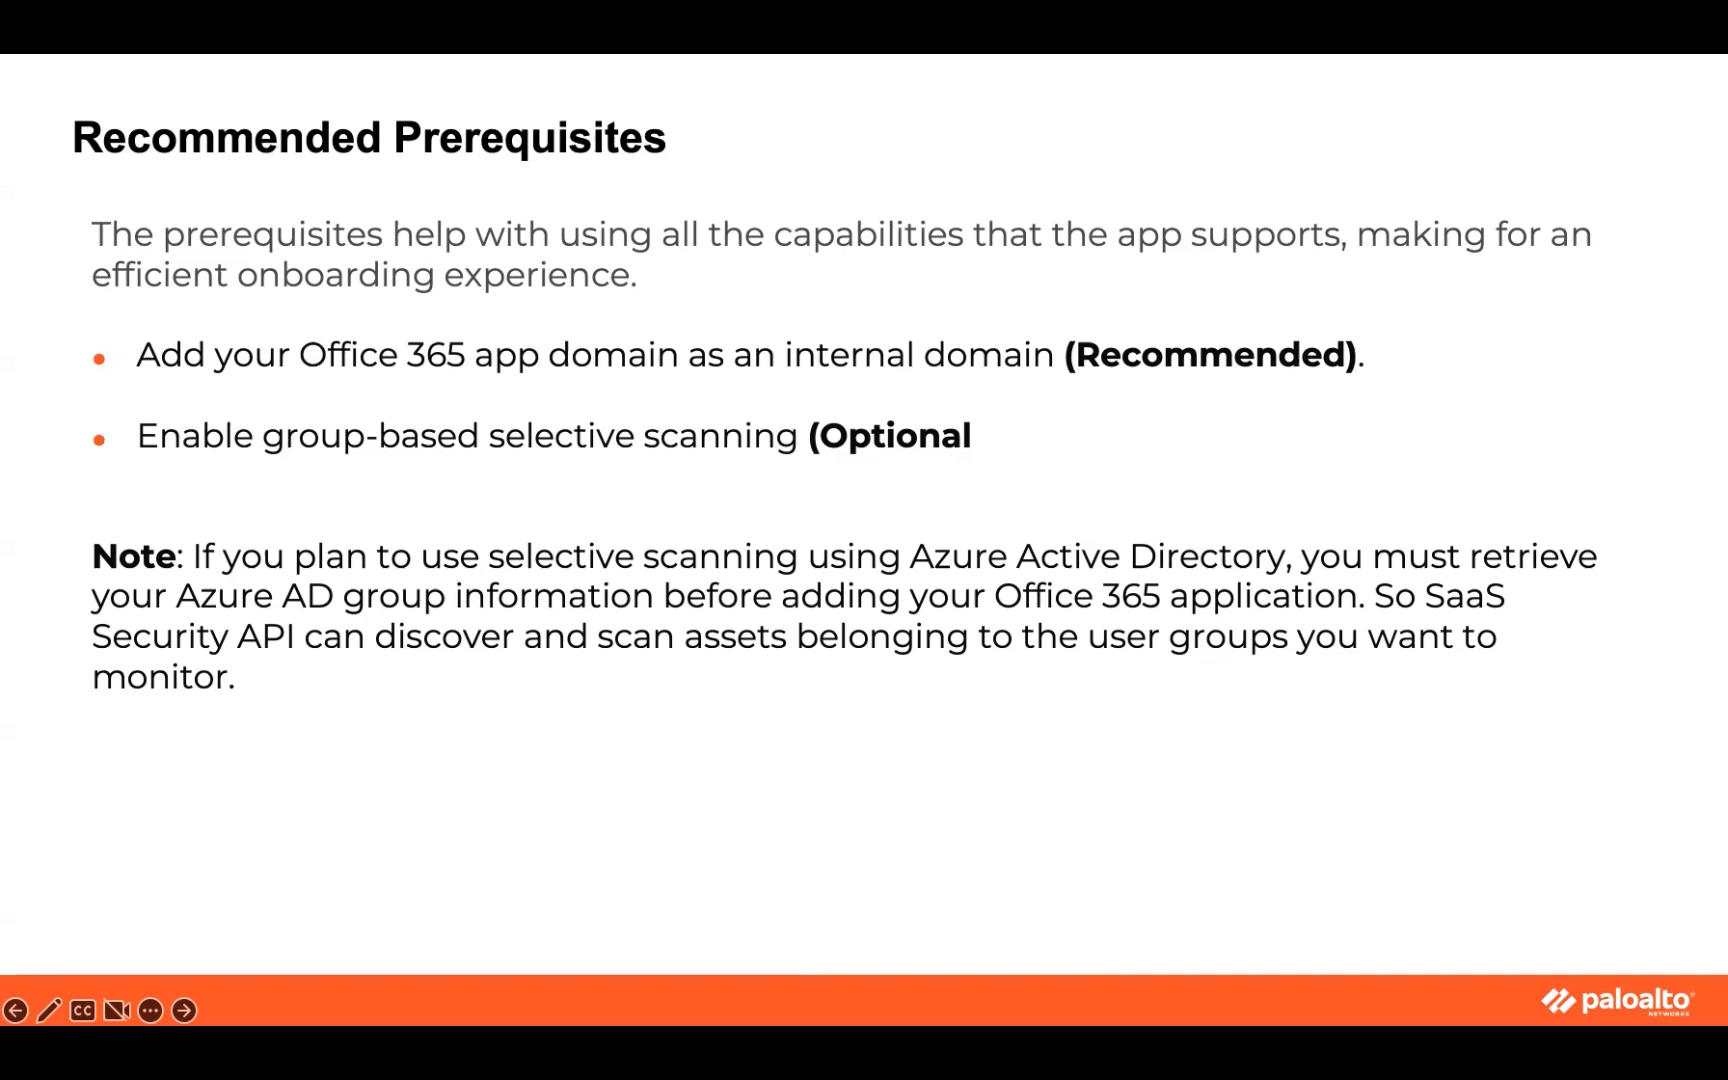 Recommended Prerequisites
The prerequisites help with using all the capabilities that the app supports, making for an
efficient onboarding experience.
• Add your Office 365 app domain as an internal domain (Recommended).
• Enable group-based selective scanning (Optional
Note: If you plan to use selective scanning using Azure Active Directory, you must retrieve
your Azure AD group information before adding your Office 365 application. So SaaS
Security API can discover and scan assets belonging to the user groups you want to
monitor.
CC
paloalto
NETWORKS